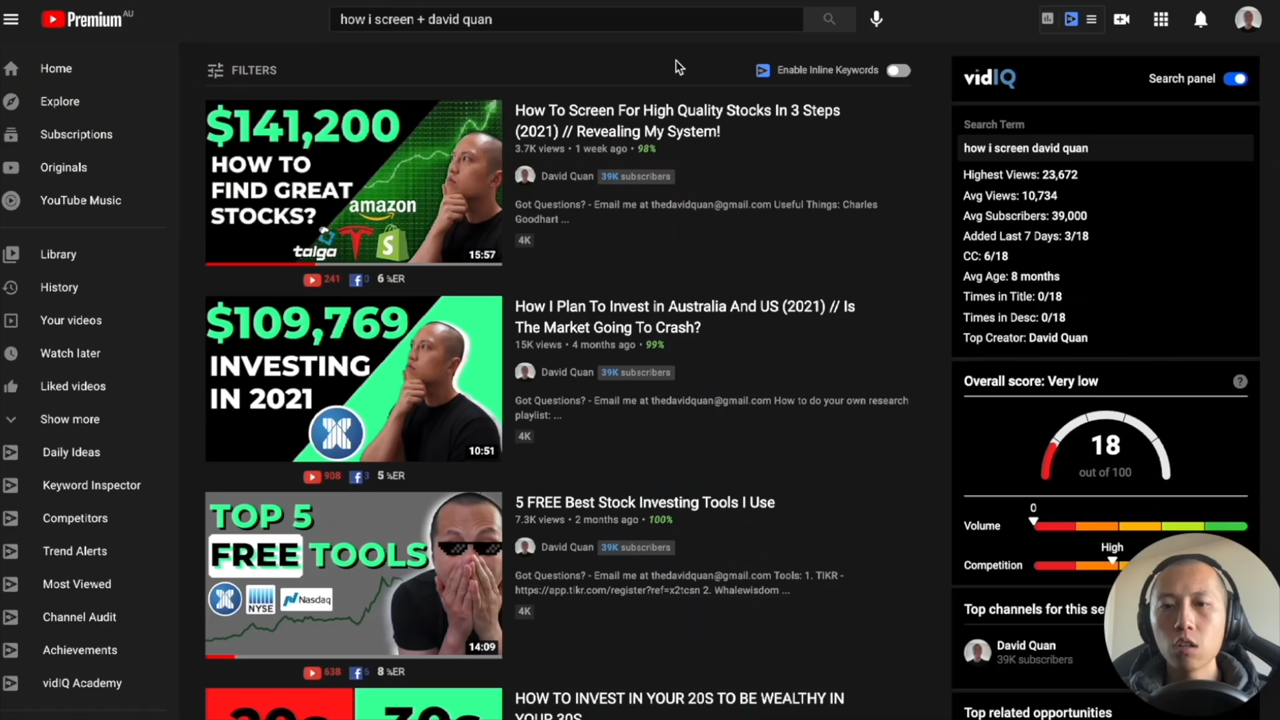 Premium AU
how i screen + david quan
Home
Explore
Subscriptions
Originals
YouTube Music
Library
History
Your videos
Watch later
Liked videos
Show more
Daily Ideas
Keyword Inspector
Competitors
Trend Alerts
Most Viewed
Channel Audit
Achievements
vidIQ Academy
FILTERS
Enable Inline Keywords
$141,200
HOW TO
FIND GREAT
STOCKS?
amazon
talga
15:57
241 0 6 %ER
How To Screen For High Quality Stocks In 3 Steps
(2021) // Revealing My System!
3.7K views • 1 week ago • 98%
David Quan 39K subscribers
Got Questions? - Email me at thedavidquan@gmail.com Useful Things: Charles
Goodhart ...
4K
$109,769
INVESTING
IN 2021
10:51
908 3 5 %ER
How I Plan To Invest in Australia And US (2021) // Is
The Market Going To Crash?
15K views • 4 months ago • 99%
David Quan 39K subscribers
Got Questions? - Email me at thedavidquan@gmail.com How to do your own research
playlist: ...
4K
TOP 5
FREE TOOLS
NYSE
Nasdaq
14:09
638 6 8 %ER
5 FREE Best Stock Investing Tools I Use
7.3K views • 2 months ago • 100%
David Quan 39K subscribers
Got Questions? - Email me at thedavidquan@gmail.com Tools: 1. TIKR -
https://app.tikr.com/register?ref=x2tcsn 2. Whalewisdom ...
4K
HOW TO INVEST IN YOUR 20S TO BE WEALTHY IN
YOUR 30S
vidIQ
Search panel
Search Term
how i screen david quan
Highest Views: 23,672
Avg Views: 10,734
Avg Subscribers: 39,000
Added Last 7 Days: 3/18
CC: 6/18
Avg Age: 8 months
Times in Title: 0/18
Times in Desc: 0/18
Top Creator: David Quan
Overall score: Very low
?
18
out of 100
0
Volume
High
Competition
Top channels for this se
David Quan
39K subscribers
Top related opportunities